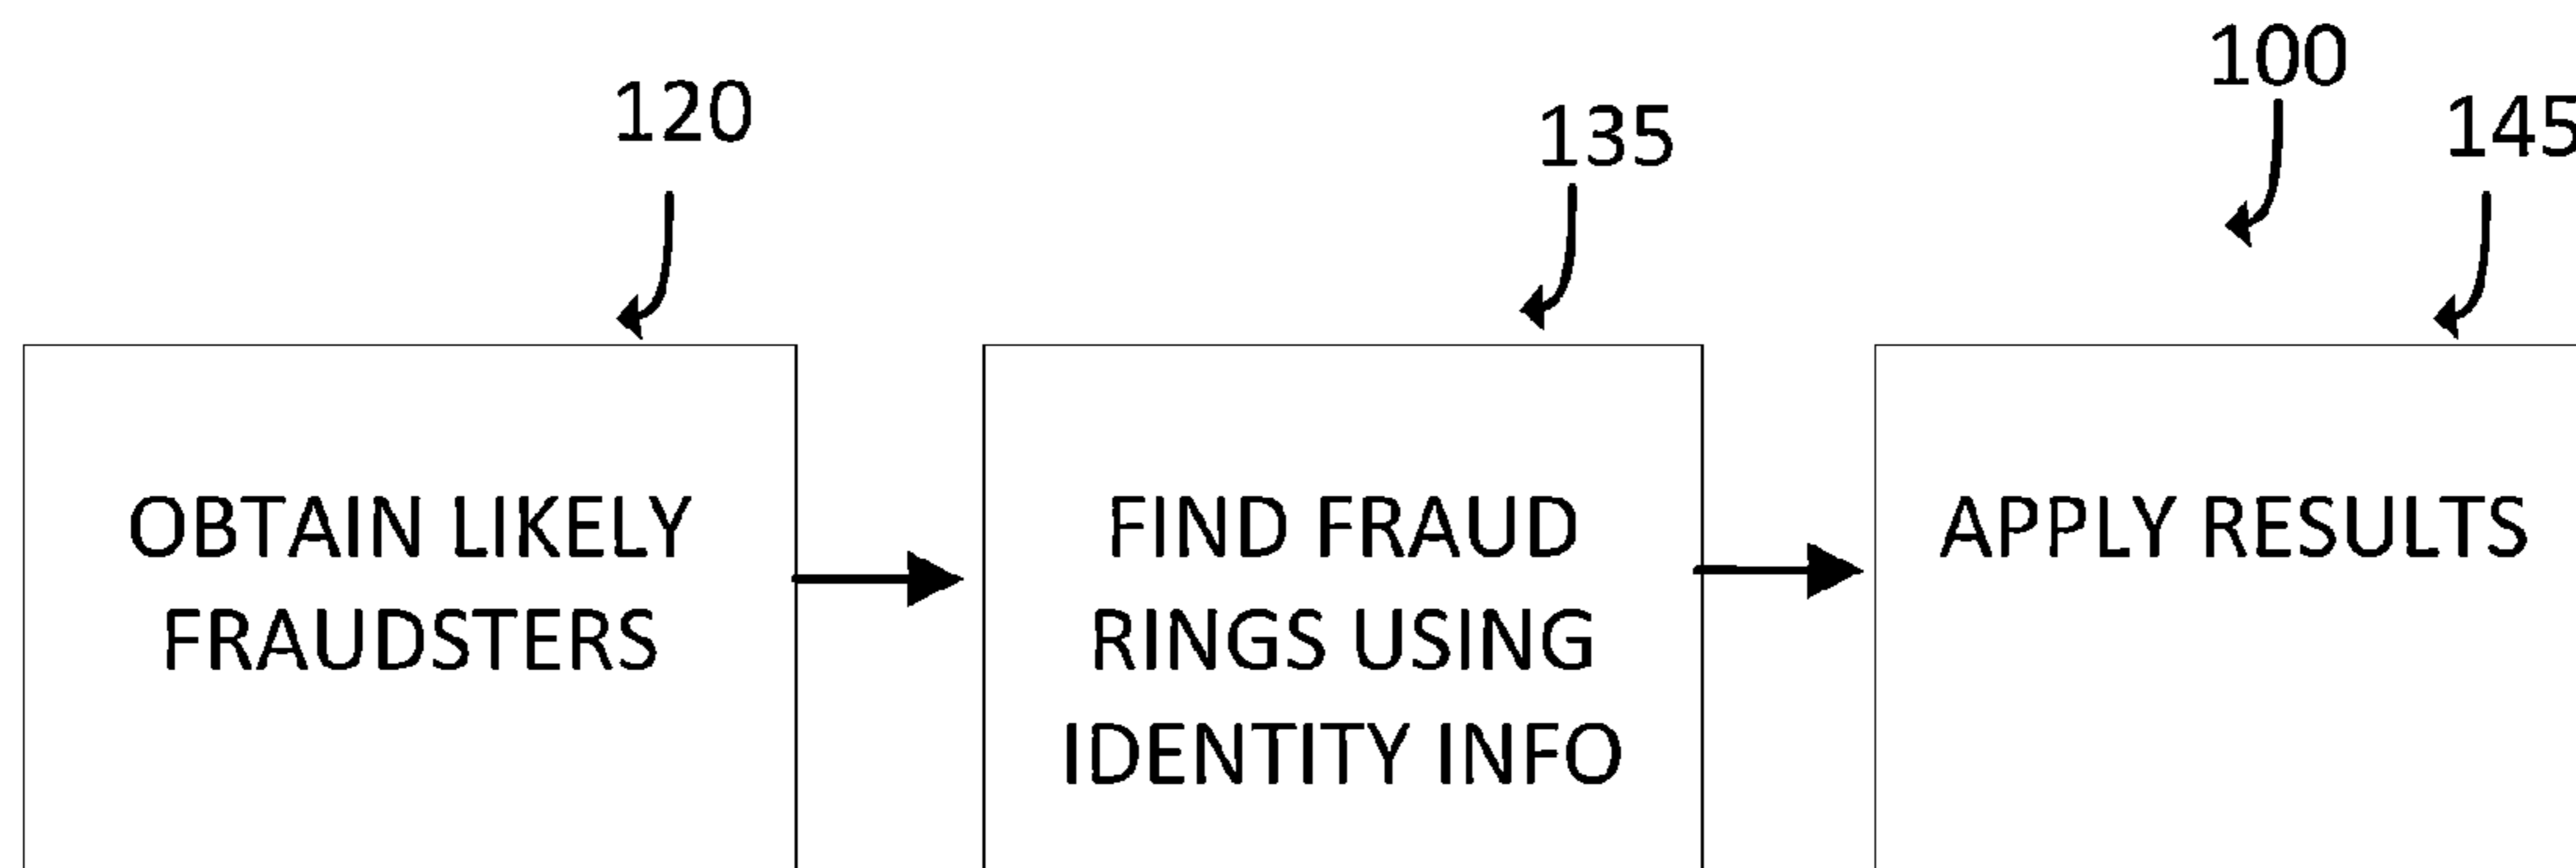 100
120
135
145
OBTAIN LIKELY
FRAUDSTERS
FIND FRAUD
RINGS USING
IDENTITY INFO
APPLY RESULTS